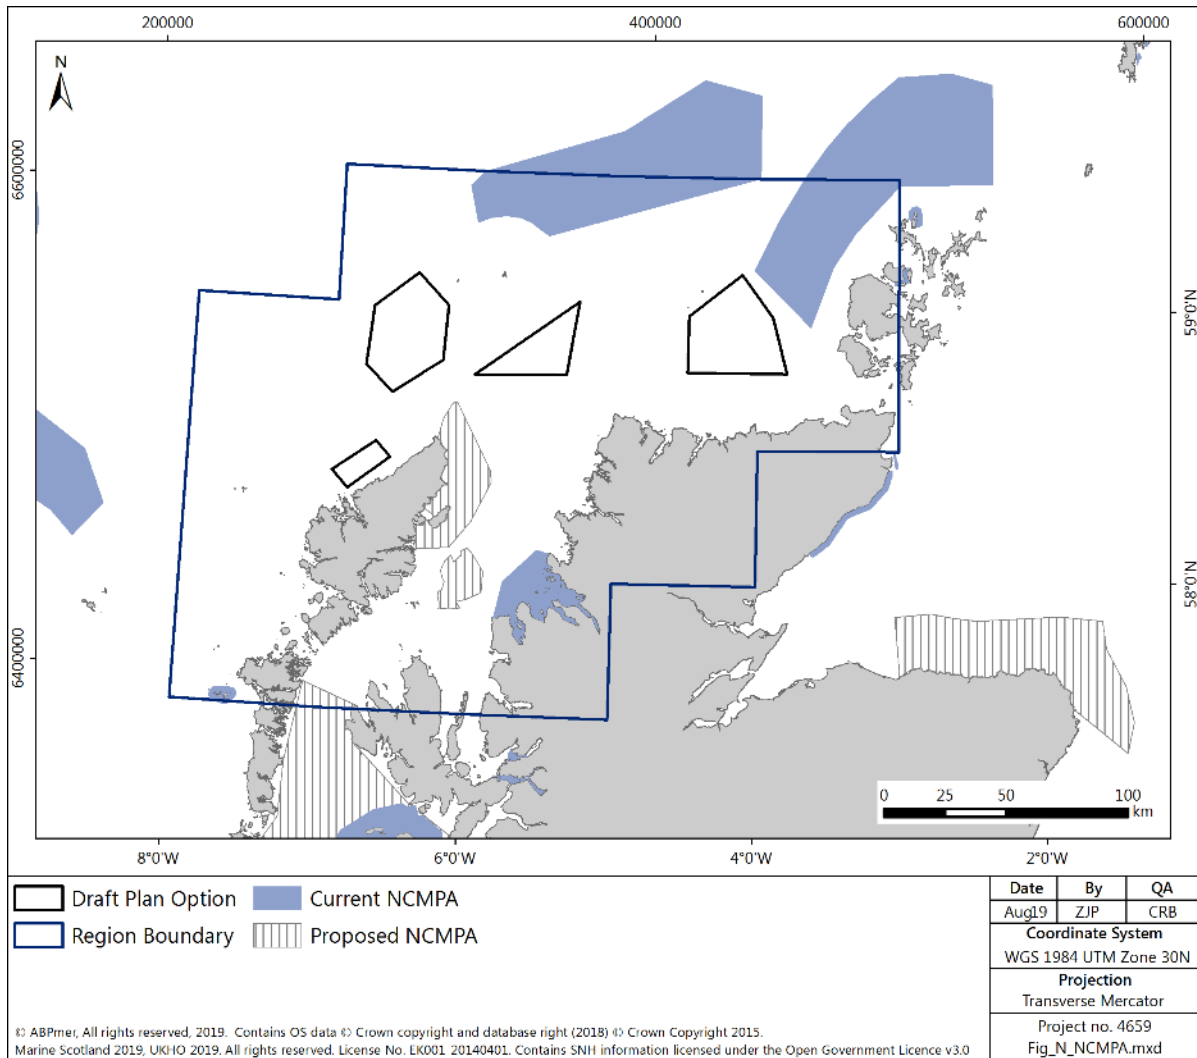 200000 400000 600000
N
6600000
59°0'N
58°0'N
6400000
0 25 50 100
km
8°0'W 6°0'W 4°0'W 2°0'W
Draft Plan Option Current NCMPA
Region Boundary Proposed NCMPA
Date By QA
Aug19 ZJP CRB
Coordinate System
WGS 1984 UTM Zone 30N
Projection
Transverse Mercator
Project no. 4659
Fig_N_NCMPA.mxd
© ABPmer, All rights reserved, 2019. Contains OS data © Crown copyright and database right (2018) © Crown Copyright 2015.
Marine Scotland 2019, UKHO 2019. All rights reserved. License No. EK001_20140401. Contains SNH information licensed under the Open Government Licence v3.0